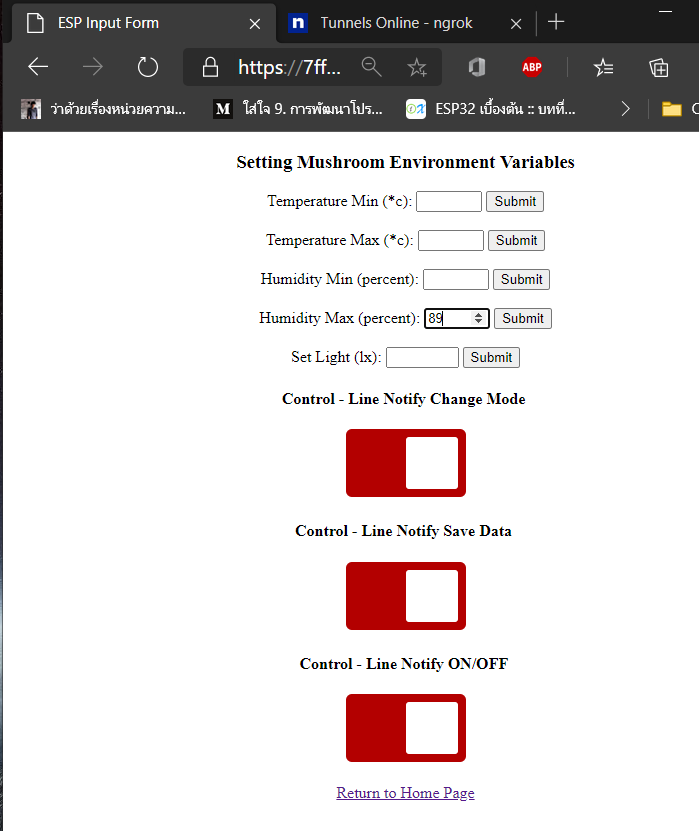 ESP Input Form
Tunnels Online - ngrok
https://7ff...
ABP
ว่าด้วยเรื่องหน่วยความ...
M ใส่ใจ 9. การพัฒนาโปร...
ESP32 เบื้องต้น :: บทที่...
Setting Mushroom Environment Variables
Temperature Min (*c): Submit
Temperature Max (*c): Submit
Humidity Min (percent): Submit
Humidity Max (percent): 89 Submit
Set Light (lx): Submit
Control - Line Notify Change Mode
Control - Line Notify Save Data
Control - Line Notify ON/OFF
Return to Home Page